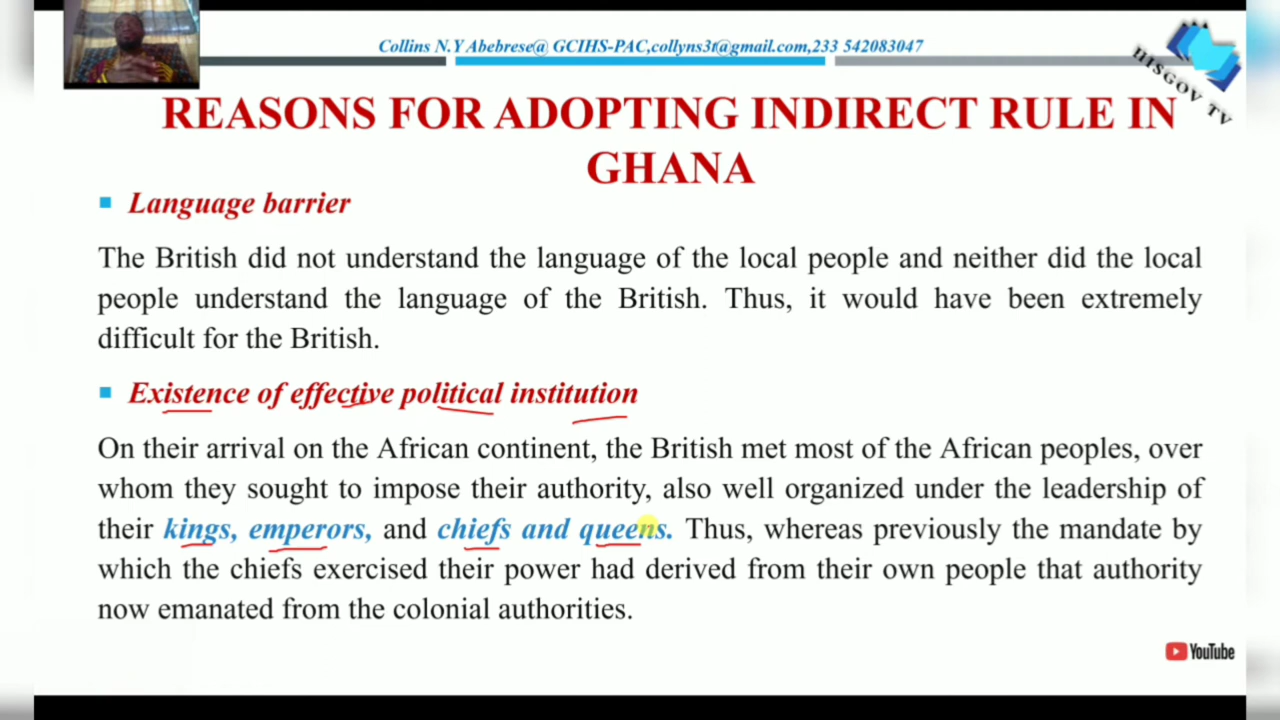 Collins N.Y Abebrese@ GCIHS-PAC,collyns3t@gmail.com,233 542083047
HISGOV TV
REASONS FOR ADOPTING INDIRECT RULE IN
GHANA
Language barrier
The British did not understand the language of the local people and neither did the local
people understand the language of the British. Thus, it would have been extremely
difficult for the British.
Existence of effective political institution
On their arrival on the African continent, the British met most of the African peoples, over
whom they sought to impose their authority, also well organized under the leadership of
their kings, emperors, and chiefs and queens. Thus, whereas previously the mandate by
which the chiefs exercised their power had derived from their own people that authority
now emanated from the colonial authorities.
YouTube